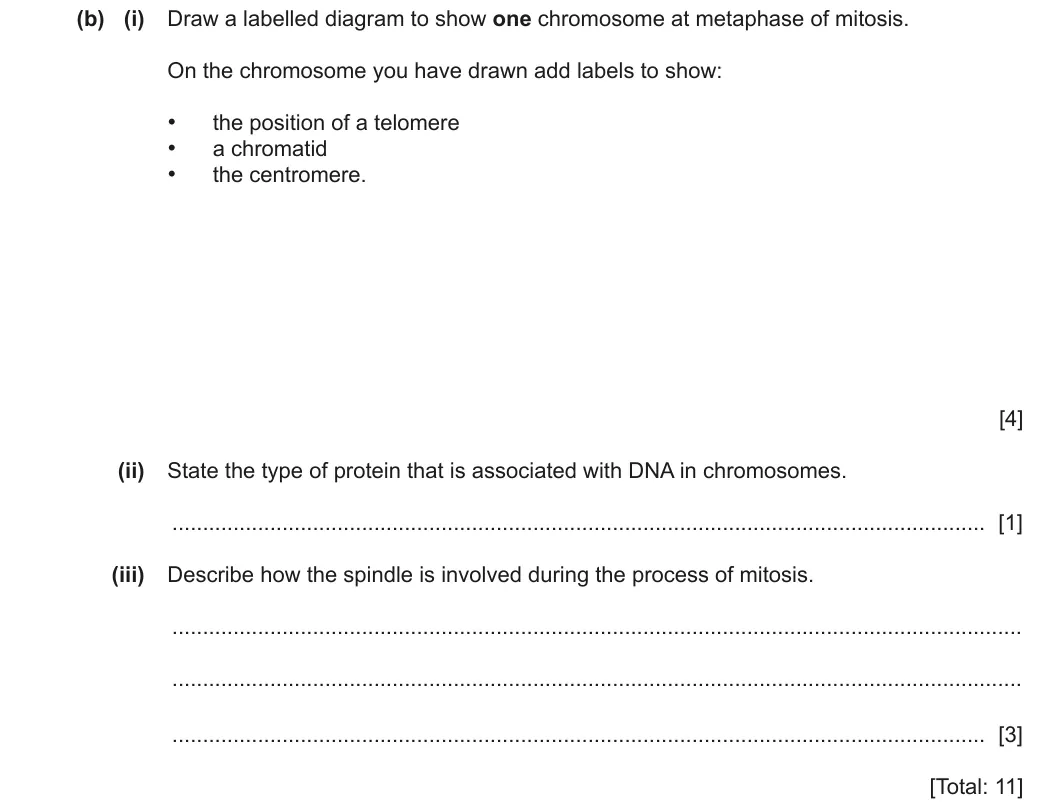 (b) (i) Draw a labelled diagram to show one chromosome at metaphase of mitosis.
On the chromosome you have drawn add labels to show:
• the position of a telomere
• a chromatid
• the centromere.
[4]
(ii) State the type of protein that is associated with DNA in chromosomes.
..................................................................................................................................... [1]
(iii) Describe how the spindle is involved during the process of mitosis.
...........................................................................................................................................
...........................................................................................................................................
..................................................................................................................................... [3]
[Total: 11]